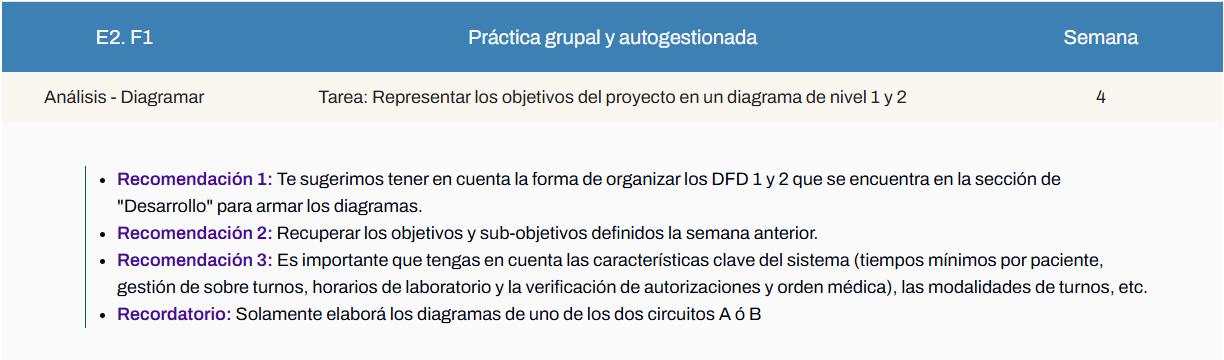 E2. F1 Práctica grupal y autogestionada Semana
Análisis - Diagramar Tarea: Representar los objetivos del proyecto en un diagrama de nivel 1 y 2 4
• Recomendación 1: Te sugerimos tener en cuenta la forma de organizar los DFD 1 y 2 que se encuentra en la sección de
"Desarrollo" para armar los diagramas.
• Recomendación 2: Recuperar los objetivos y sub-objetivos definidos la semana anterior.
• Recomendación 3: Es importante que tengas en cuenta las características clave del sistema (tiempos mínimos por paciente,
gestión de sobre turnos, horarios de laboratorio y la verificación de autorizaciones y orden médica), las modalidades de turnos, etc.
• Recordatorio: Solamente elaborá los diagramas de uno de los dos circuitos A ó B